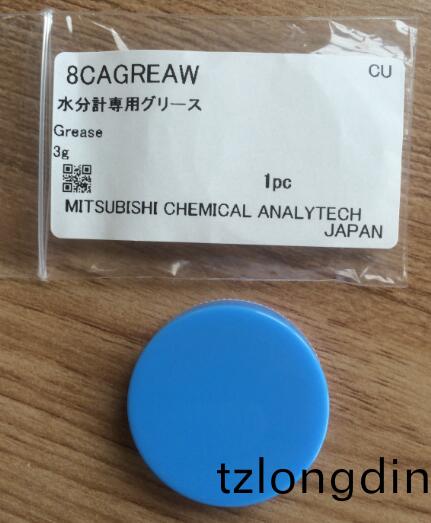 8CAGREAW
CU
水分計専用グリース
Grease
3g
1pc
MITSUBISHI CHEMICAL ANALYTECH
JAPAN
tzlongdin